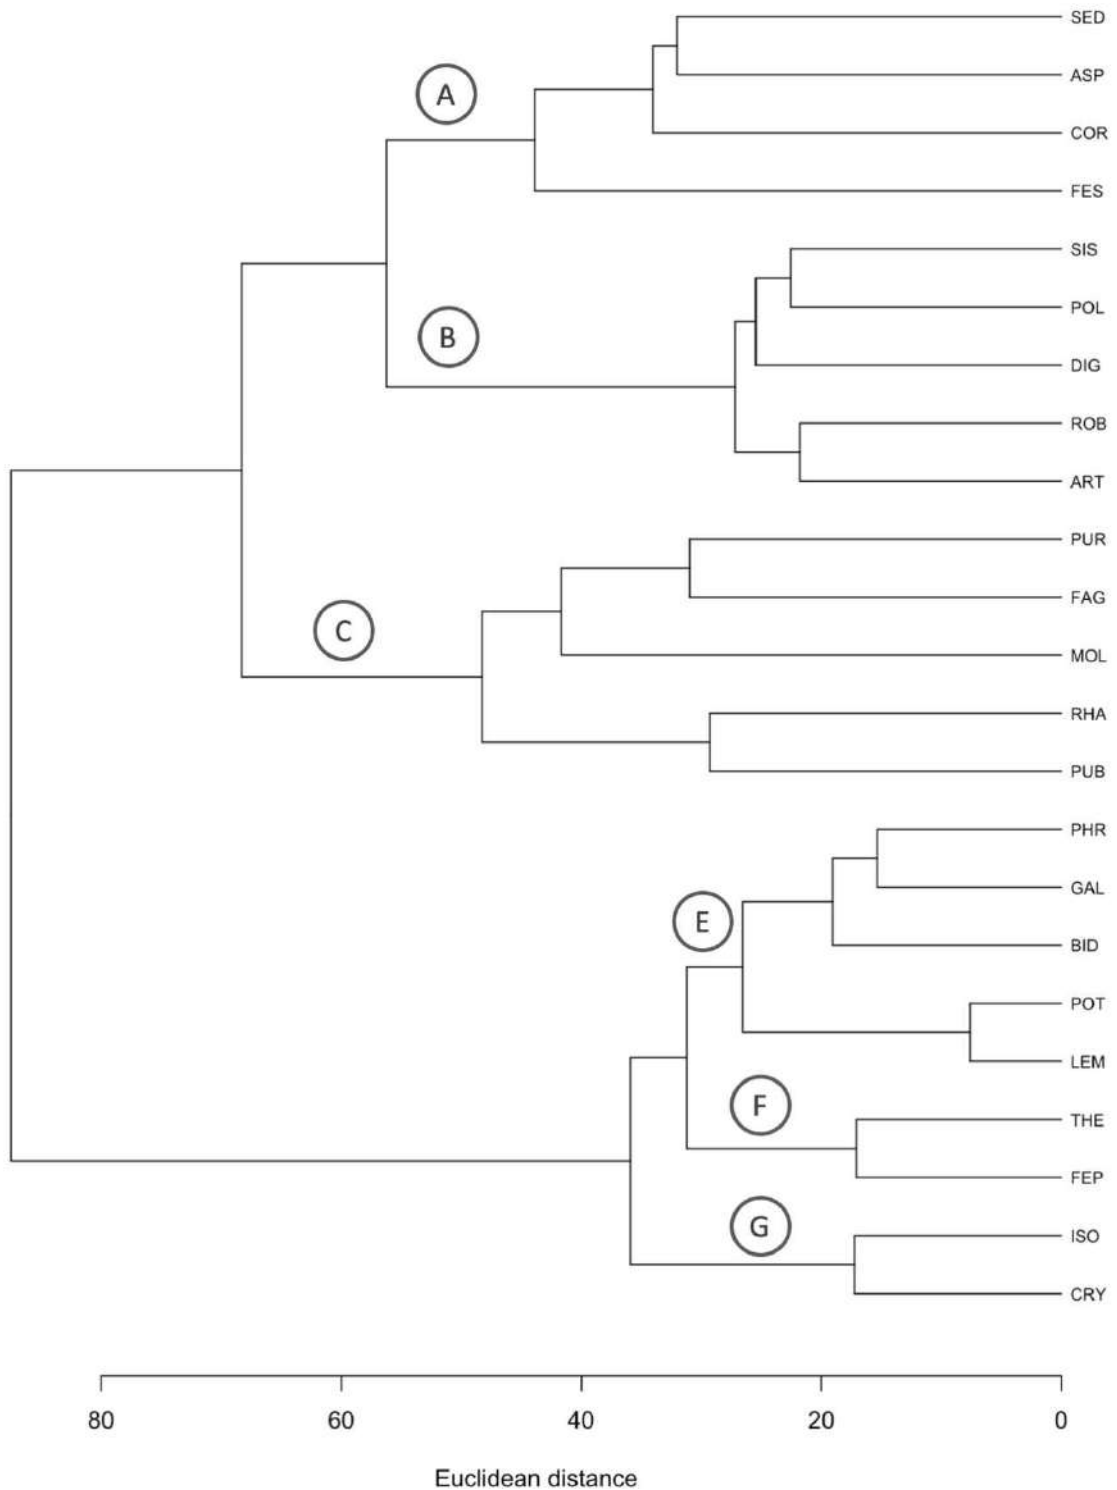 SED
A
ASP
COR
FES
SIS
POL
B
DIG
ROB
ART
PUR
FAG
C
MOL
RHA
PUB
PHR
GAL
E
BID
POT
LEM
F
THE
FEP
G
ISO
CRY
80 60 40 20 0
Euclidean distance